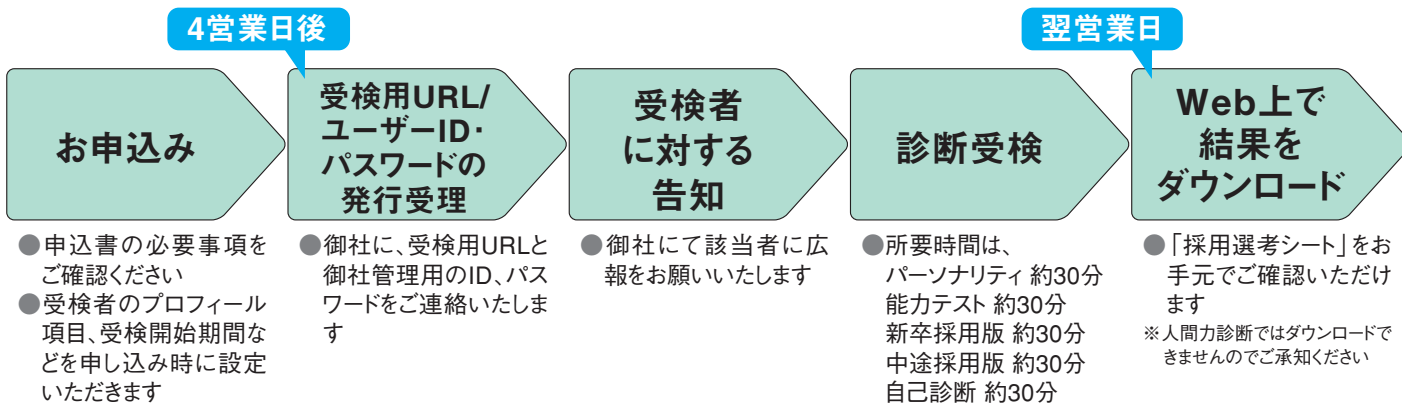 4営業日後
翌営業日
お申込み
受検用URL/
ユーザーID・
パスワードの
発行受理
受検者
に対する
告知
診断受検
Web上で
結果を
ダウンロード
●申込書の必要事項を
ご確認ください
●受検者のプロフィール
項目、受検開始期間な
どを申し込み時に設定
いただきます
●御社に、受検用URLと
御社管理用のID、パス
ワードをご連絡いたしま
す
●御社にて該当者に広
報をお願いいたします
●所要時間は、
パーソナリティ 約30分
能力テスト 約30分
新卒採用版 約30分
中途採用版 約30分
自己診断 約30分
●「採用選考シート」をお
手元でご確認いただけ
ます
※人間力診断ではダウンロードで
きませんのでご承知ください